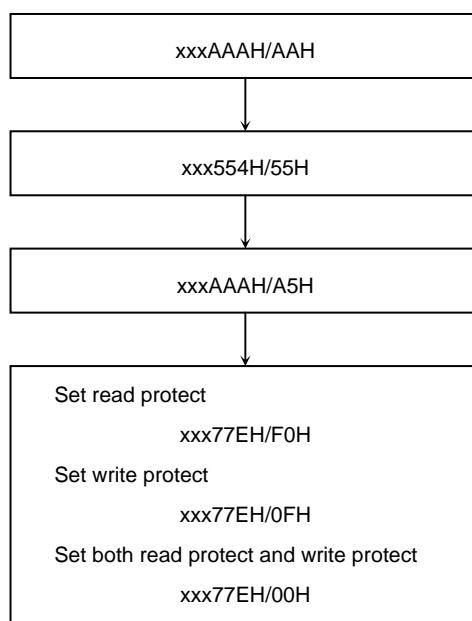 xxxAAAH/AAH
xxx554H/55H
xxxAAAH/A5H
Set read protect
xxx77EH/F0H
Set write protect
xxx77EH/0FH
Set both read protect and write protect
xxx77EH/00H